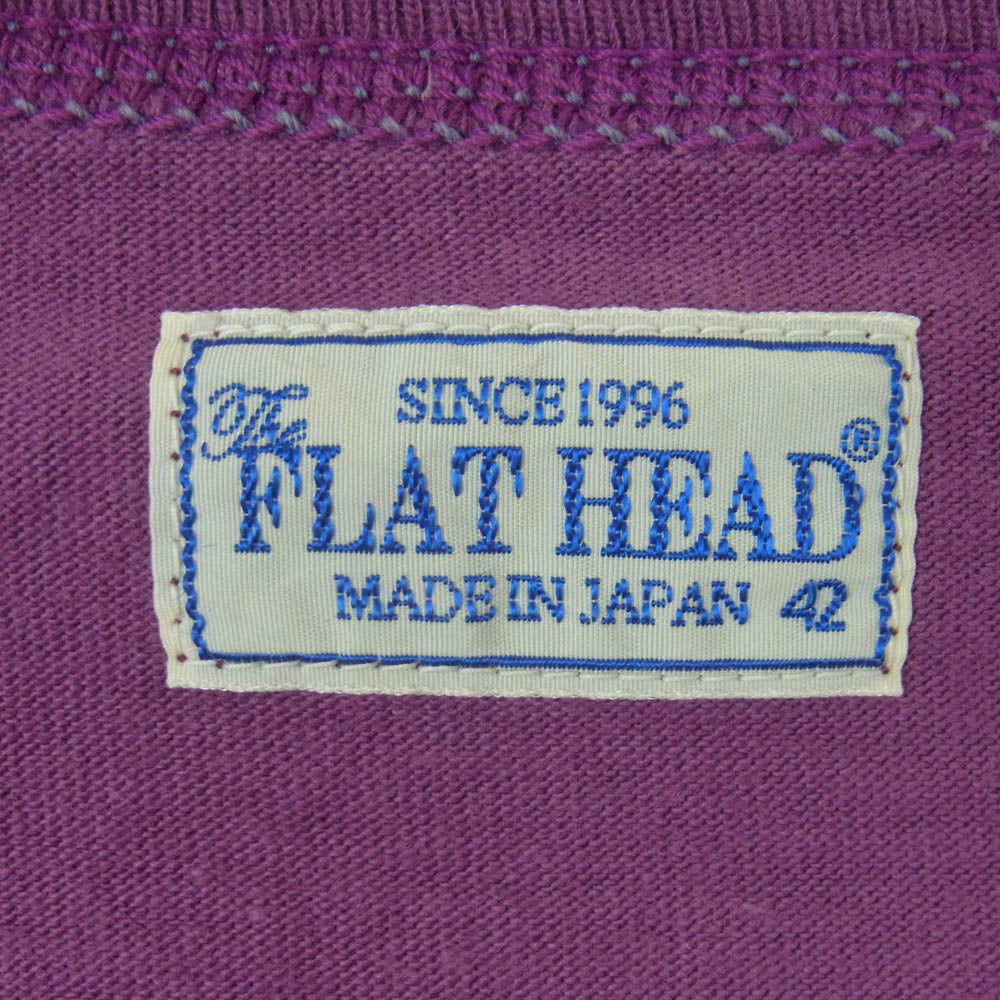 SINCE 1996
The
FLAT HEAD®
MADE IN JAPAN 42